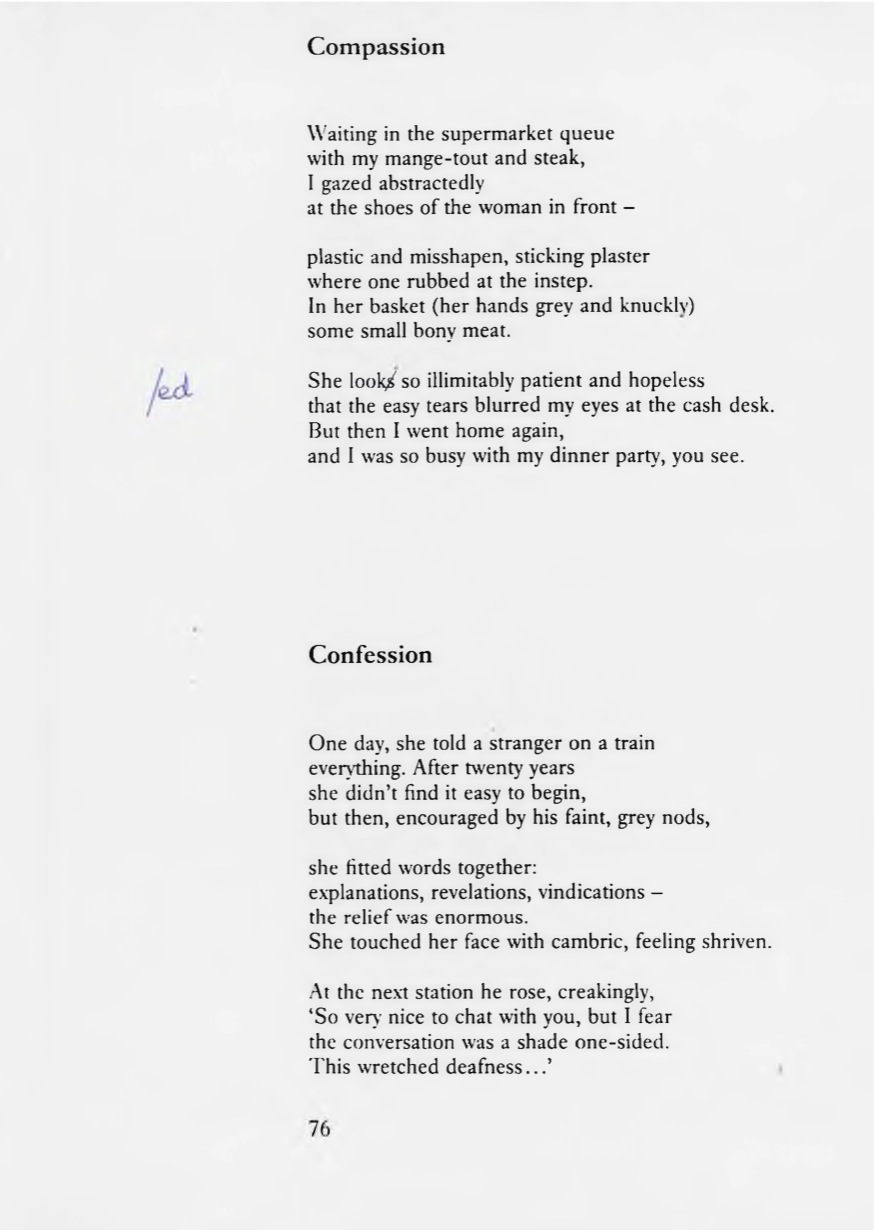 Compassion
Waiting in the supermarket queue
with my mange-tout and steak,
I gazed abstractedly
at the shoes of the woman in front –
plastic and misshapen, sticking plaster
where one rubbed at the instep.
In her basket (her hands grey and knuckly)
some small bony meat.
/ed
She looks so illimitably patient and hopeless
that the easy tears blurred my eyes at the cash desk.
But then I went home again,
and I was so busy with my dinner party, you see.
Confession
One day, she told a stranger on a train
everything. After twenty years
she didn't find it easy to begin,
but then, encouraged by his faint, grey nods,
she fitted words together:
explanations, revelations, vindications –
the relief was enormous.
She touched her face with cambric, feeling shriven.
At the next station he rose, creakingly,
‘So very nice to chat with you, but I fear
the conversation was a shade one-sided.
This wretched deafness...’
76